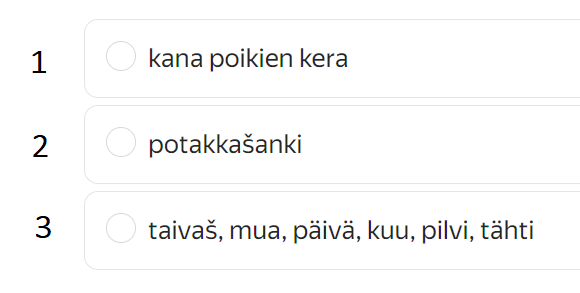 1 kana poikien kera
2 potakkašanki
3 taivaš, mua, päivä, kuu, pilvi, tähti